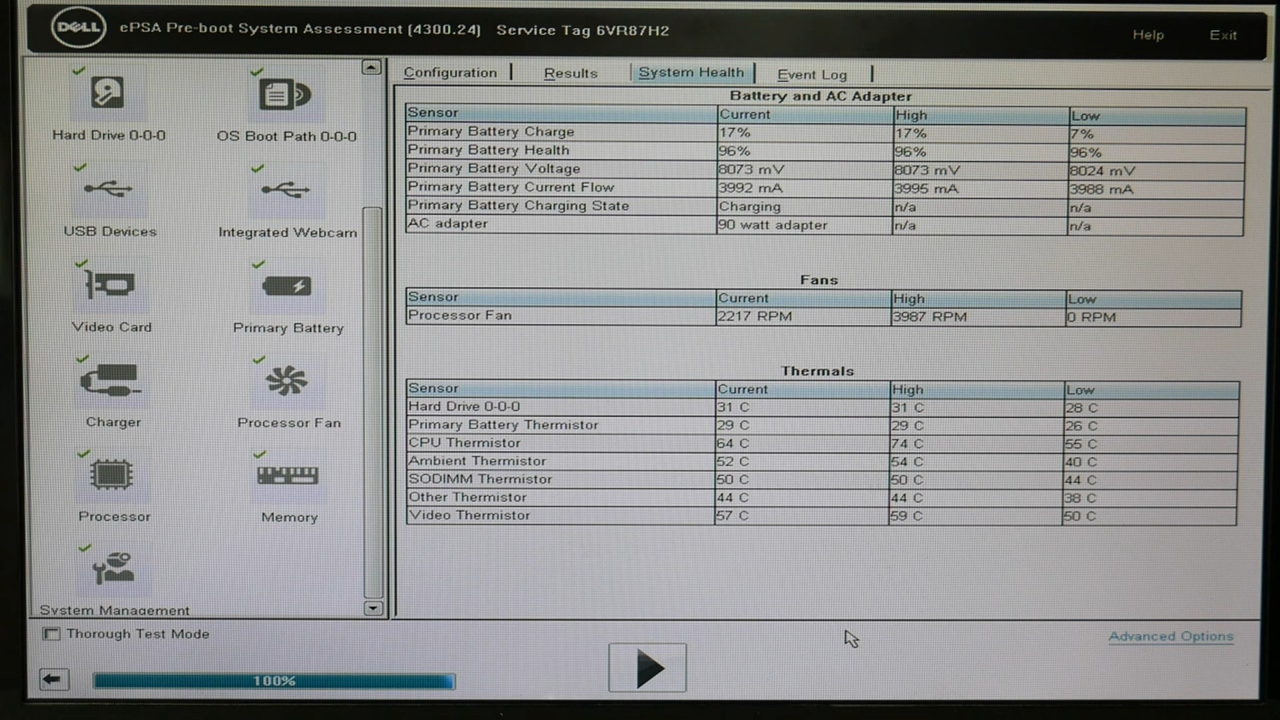 DELL ePSA Pre-boot System Assessment (4300.24) Service Tag 6VR87H2 Help Exit
Hard Drive 0-0-0 OS Boot Path 0-0-0
USB Devices Integrated Webcam
Video Card Primary Battery
Charger Processor Fan
Processor Memory
System Management
Configuration Results System Health Event Log
Battery and AC Adapter
Sensor Current High Low
Primary Battery Charge 17% 17% 7%
Primary Battery Health 96% 96% 96%
Primary Battery Voltage 8073 mV 8073 mV 8024 mV
Primary Battery Current Flow 3992 mA 3995 mA 3988 mA
Primary Battery Charging State Charging n/a n/a
AC adapter 90 watt adapter n/a n/a
Fans
Sensor Current High Low
Processor Fan 2217 RPM 3987 RPM 0 RPM
Thermals
Sensor Current High Low
Hard Drive 0-0-0 31 C 31 C 28 C
Primary Battery Thermistor 29 C 29 C 26 C
CPU Thermistor 64 C 74 C 55 C
Ambient Thermistor 52 C 54 C 40 C
SODIMM Thermistor 50 C 50 C 44 C
Other Thermistor 44 C 44 C 38 C
Video Thermistor 57 C 59 C 50 C
Thorough Test Mode
Advanced Options
100%